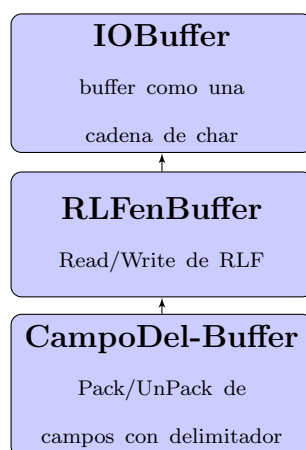 IOBuffer
buffer como una
cadena de char
RLFenBuffer
Read/Write de RLF
CampoDel-Buffer
Pack/UnPack de
campos con delimitador